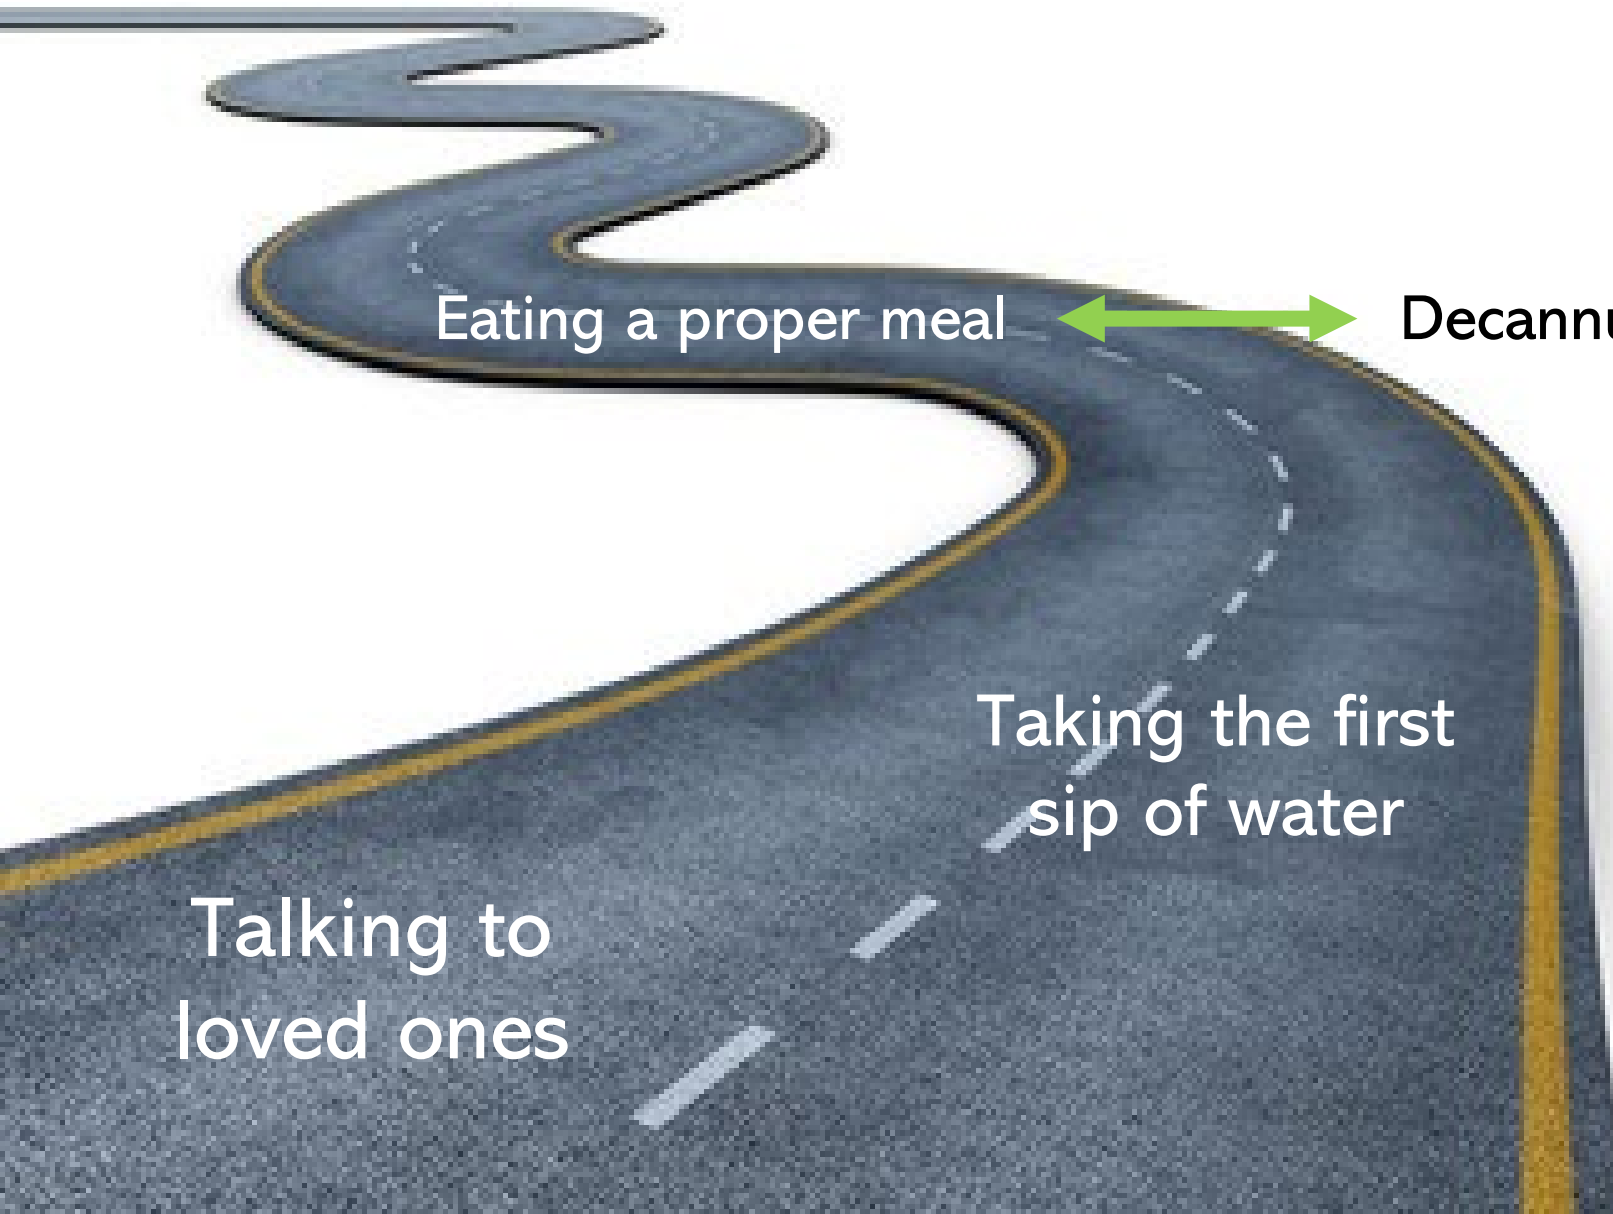 Eating a proper meal
Taking the first
sip of water
Talking to
loved ones